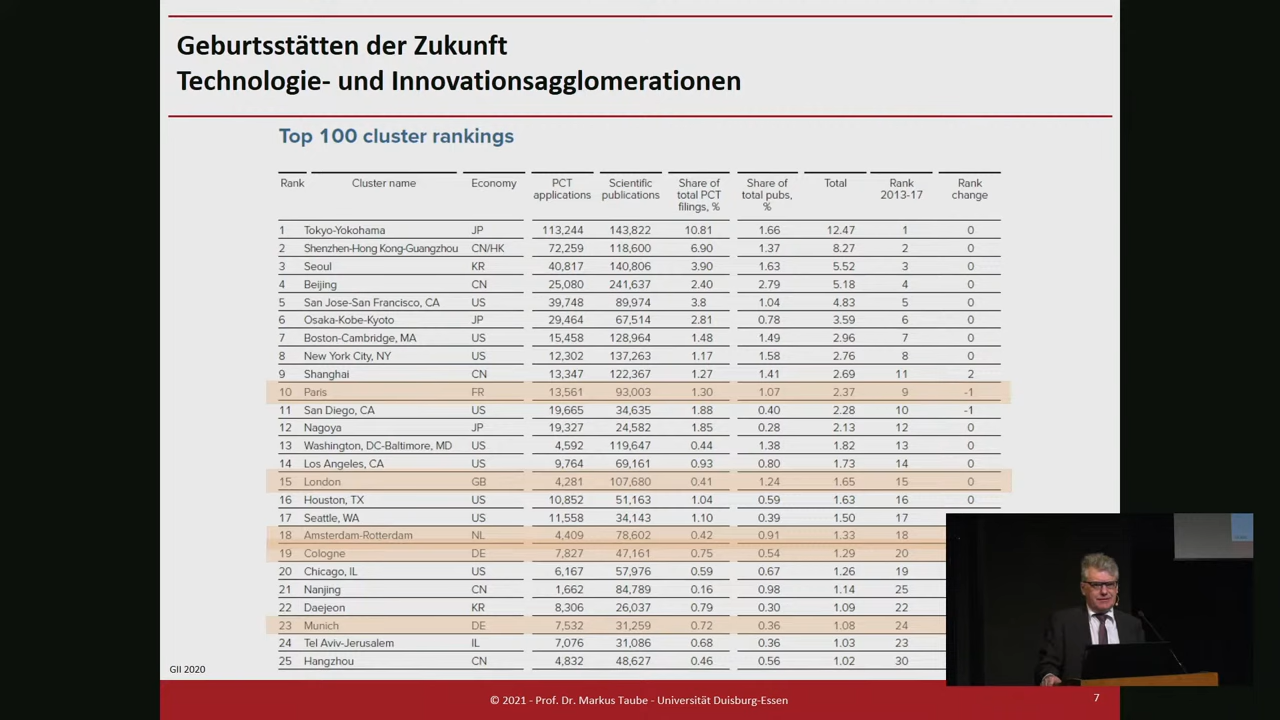 Geburtsstätten der Zukunft
Technologie- und Innovationsagglomerationen
Top 100 cluster rankings
Rank Cluster name Economy PCT applications Scientific publications Share of total PCT filings, % Share of total pubs, % Total Rank 2013-17 Rank change
1 Tokyo-Yokohama JP 113,244 143,822 10.81 1.66 12.47 1 0
2 Shenzhen-Hong Kong-Guangzhou CN/HK 72,259 118,600 6.90 1.37 8.27 2 0
3 Seoul KR 40,817 140,806 3.90 1.63 5.52 3 0
4 Beijing CN 25,080 241,637 2.40 2.79 5.18 4 0
5 San Jose-San Francisco, CA US 39,748 89,974 3.8 1.04 4.83 5 0
6 Osaka-Kobe-Kyoto JP 29,464 67,514 2.81 0.78 3.59 6 0
7 Boston-Cambridge, MA US 15,458 128,964 1.48 1.49 2.96 7 0
8 New York City, NY US 12,302 137,263 1.17 1.58 2.76 8 0
9 Shanghai CN 13,347 122,367 1.27 1.41 2.69 11 2
10 Paris FR 13,561 93,003 1.30 1.07 2.37 9 -1
11 San Diego, CA US 19,665 34,635 1.88 0.40 2.28 10 -1
12 Nagoya JP 19,327 24,582 1.85 0.28 2.13 12 0
13 Washington, DC-Baltimore, MD US 4,592 119,647 0.44 1.38 1.82 13 0
14 Los Angeles, CA US 9,764 69,161 0.93 0.80 1.73 14 0
15 London GB 4,281 107,680 0.41 1.24 1.65 15 0
16 Houston, TX US 10,852 51,163 1.04 0.59 1.63 16 0
17 Seattle, WA US 11,558 34,143 1.10 0.39 1.50 17
18 Amsterdam-Rotterdam NL 4,409 78,602 0.42 0.91 1.33 18
19 Cologne DE 7,827 47,161 0.75 0.54 1.29 20
20 Chicago, IL US 6,167 57,976 0.59 0.67 1.26 19
21 Nanjing CN 1,662 84,789 0.16 0.98 1.14 25
22 Daejeon KR 8,306 26,037 0.79 0.30 1.09 22
23 Munich DE 7,532 31,259 0.72 0.36 1.08 24
24 Tel Aviv-Jerusalem IL 7,076 31,086 0.68 0.36 1.03 23
25 Hangzhou CN 4,832 48,627 0.46 0.56 1.02 30
GII 2020
© 2021 - Prof. Dr. Markus Taube - Universität Duisburg-Essen
7